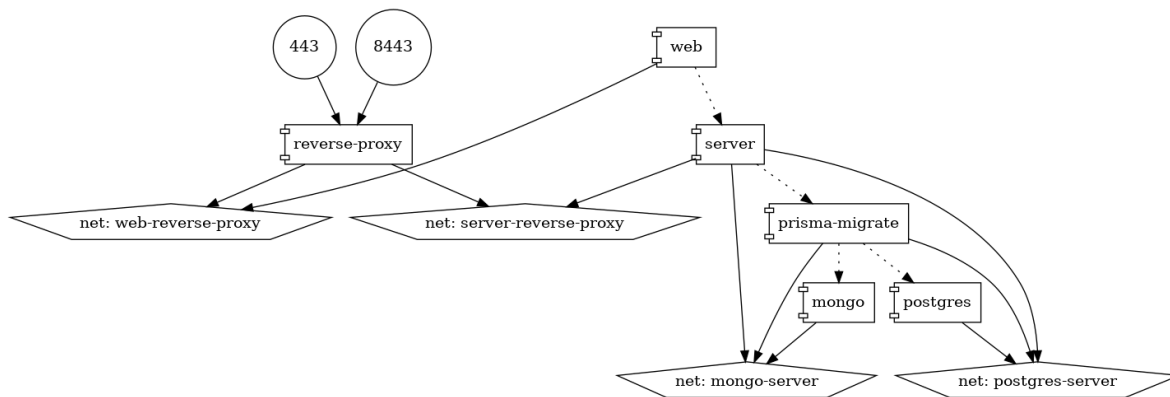 443
8443
web
reverse-proxy
server
net: web-reverse-proxy
net: server-reverse-proxy
prisma-migrate
mongo
postgres
net: mongo-server
net: postgres-server